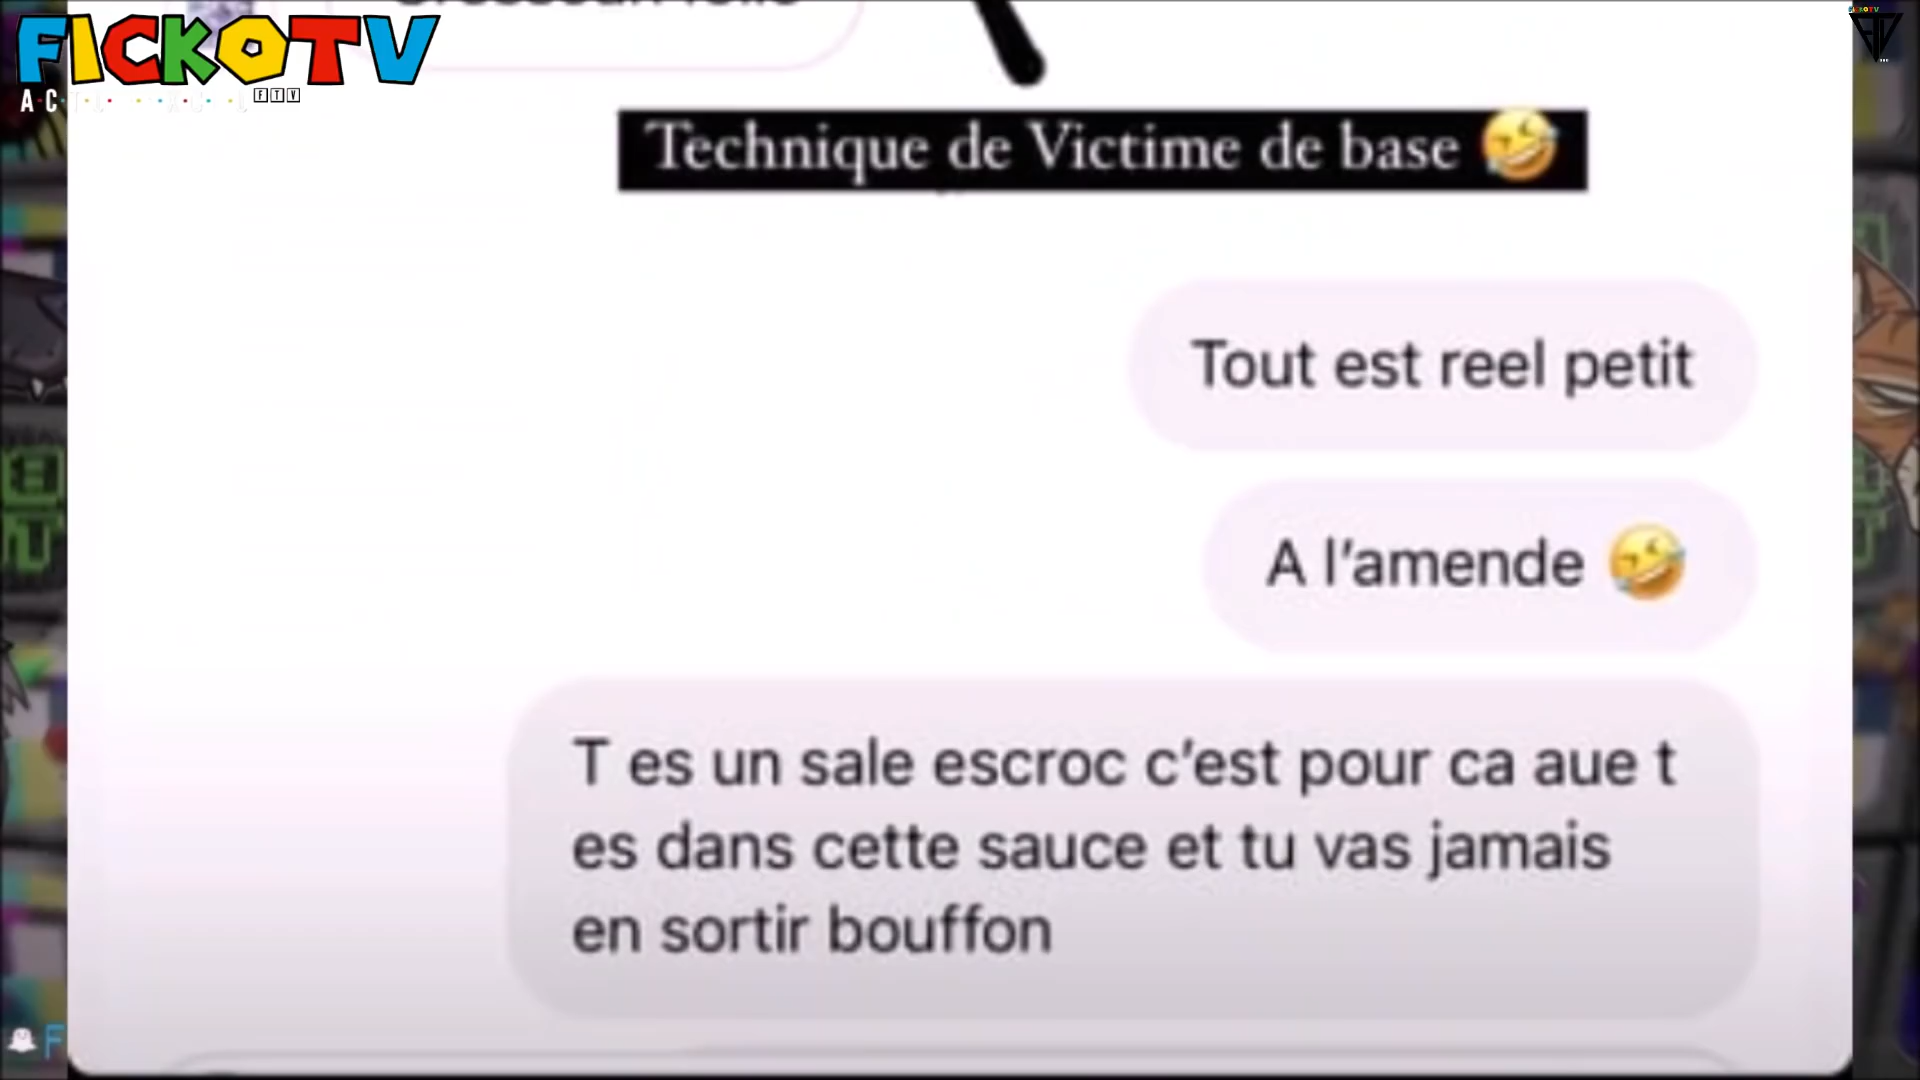 FICKOTV
FTV
Technique de Victime de base 🤣
Tout est reel petit
A l'amende 🤣
T es un sale escroc c'est pour ca aue t
es dans cette sauce et tu vas jamais
en sortir bouffon